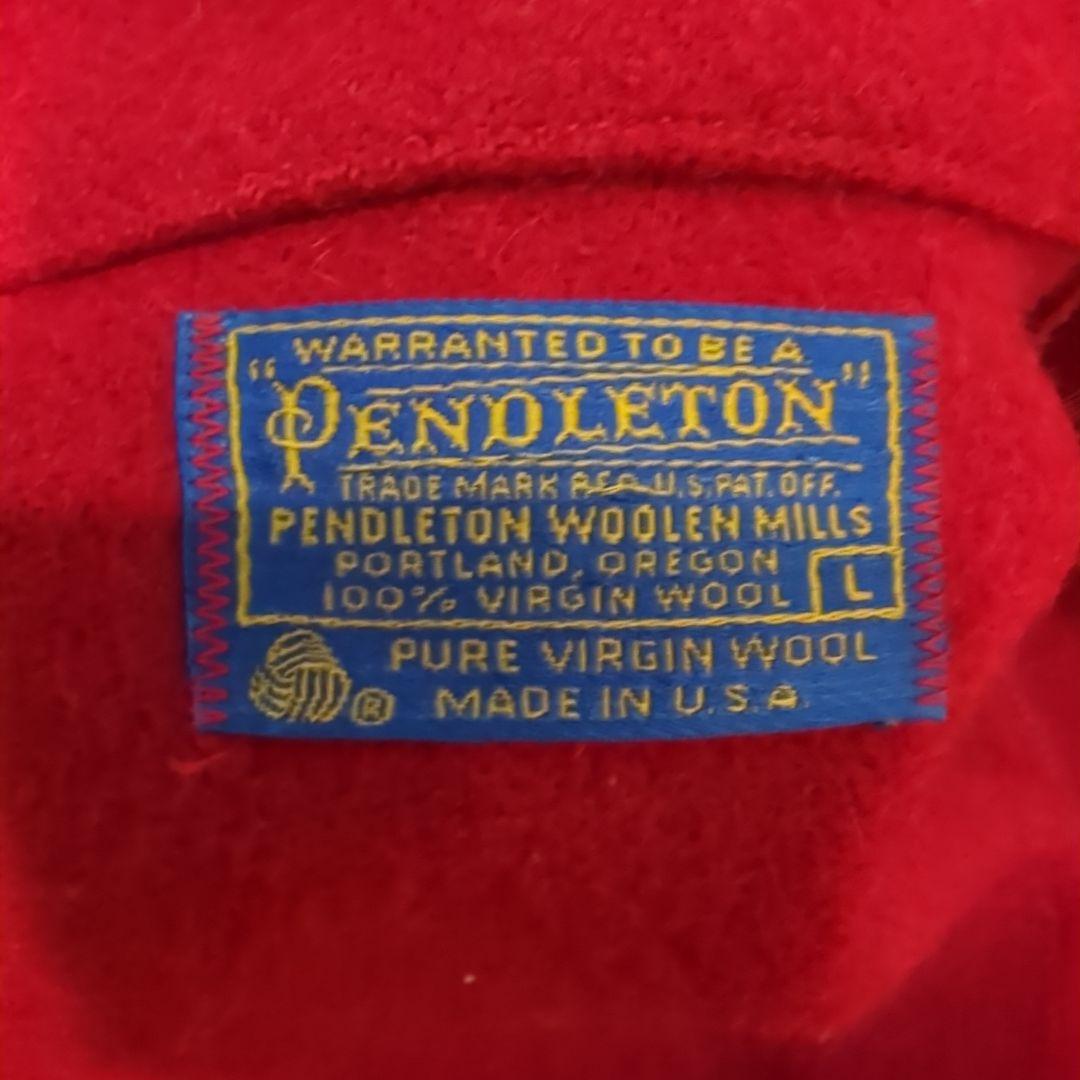 WARRANTED TO BE A
"PENDLETON"
TRADE MARK REG. U.S. PAT. OFF.
PENDLETON WOOLEN MILLS
PORTLAND, OREGON
100% VIRGIN WOOL L
PURE VIRGIN WOOL
® MADE IN U.S.A.